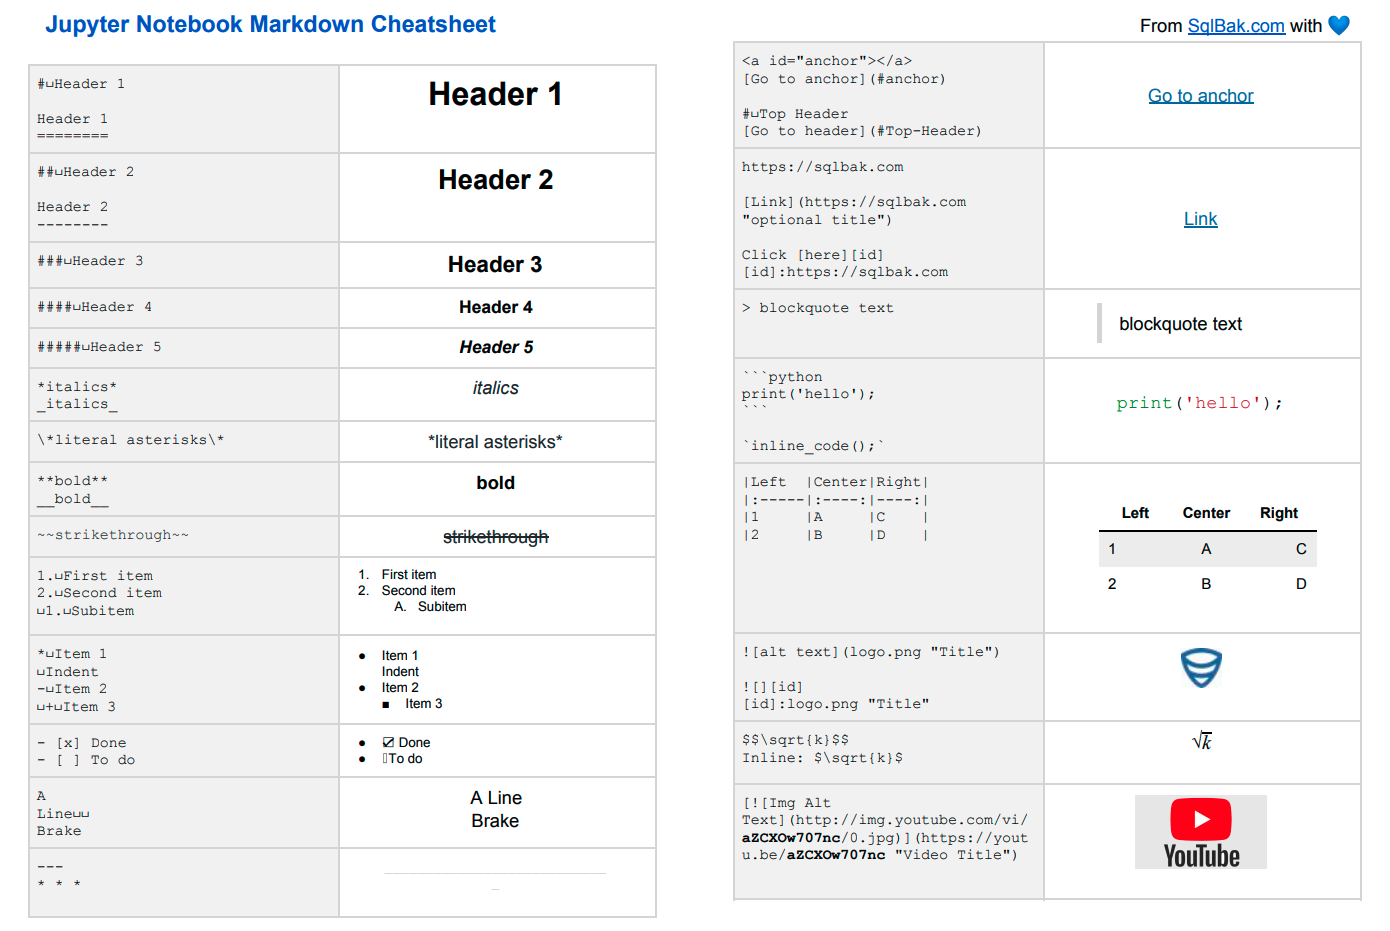 Jupyter Notebook Markdown Cheatsheet
#␣Header 1
Header 1
========
Header 1
##␣Header 2
Header 2
--------
Header 2
###␣Header 3
Header 3
####␣Header 4
Header 4
#####␣Header 5
Header 5
*italics*
_italics_
italics
\*literal asterisks\*
*literal asterisks*
**bold**
__bold__
bold
~~strikethrough~~
strikethrough
1.␣First item
2.␣Second item
␣1.␣Subitem
1. First item
2. Second item
A. Subitem
*␣Item 1
␣Indent
-␣Item 2
␣+␣Item 3
● Item 1
Indent
● Item 2
■ Item 3
- [x] Done
- [ ] To do
● ☑ Done
● ▯To do
A
Line␣␣
Brake
A Line
Brake
---
* * *
From SqlBak.com with 💙
<a id="anchor"></a>
[Go to anchor](#anchor)
#␣Top Header
[Go to header](#Top-Header)
Go to anchor
https://sqlbak.com
[Link](https://sqlbak.com
"optional title")
Click [here][id]
[id]:https://sqlbak.com
Link
> blockquote text
blockquote text
```python
print('hello');
```
`inline_code();`
print('hello');
|Left  |Center|Right|
|:-----|:----:|----:|
|1     |A     |C    |
|2     |B     |D    |
Left Center Right
1 A C
2 B D
![alt text](logo.png "Title")
![][id]
[id]:logo.png "Title"
$$\sqrt{k}$$
Inline: $\sqrt{k}$
√k
[![Img Alt
Text](http://img.youtube.com/vi/
aZCXOw707nc/0.jpg)](https://yout
u.be/aZCXOw707nc "Video Title")
YouTube